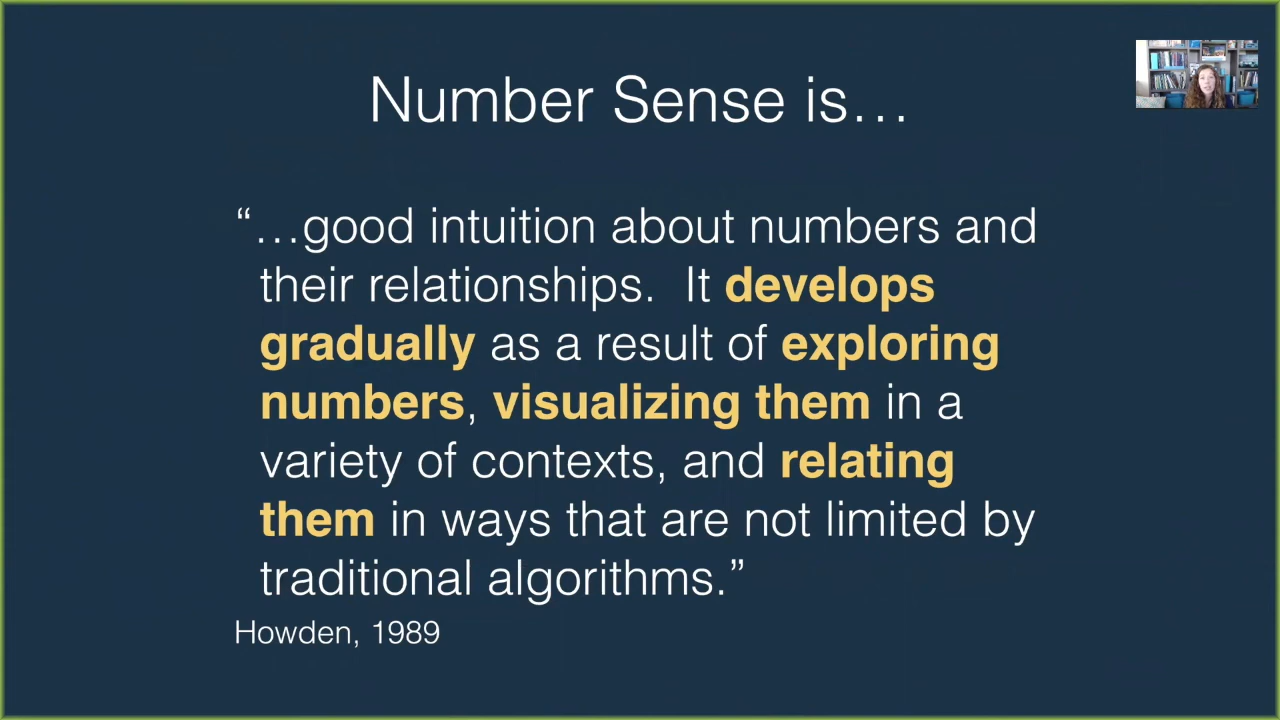 Number Sense is…
“…good intuition about numbers and
their relationships.  It develops
gradually as a result of exploring
numbers, visualizing them in a
variety of contexts, and relating
them in ways that are not limited by
traditional algorithms.”
Howden, 1989